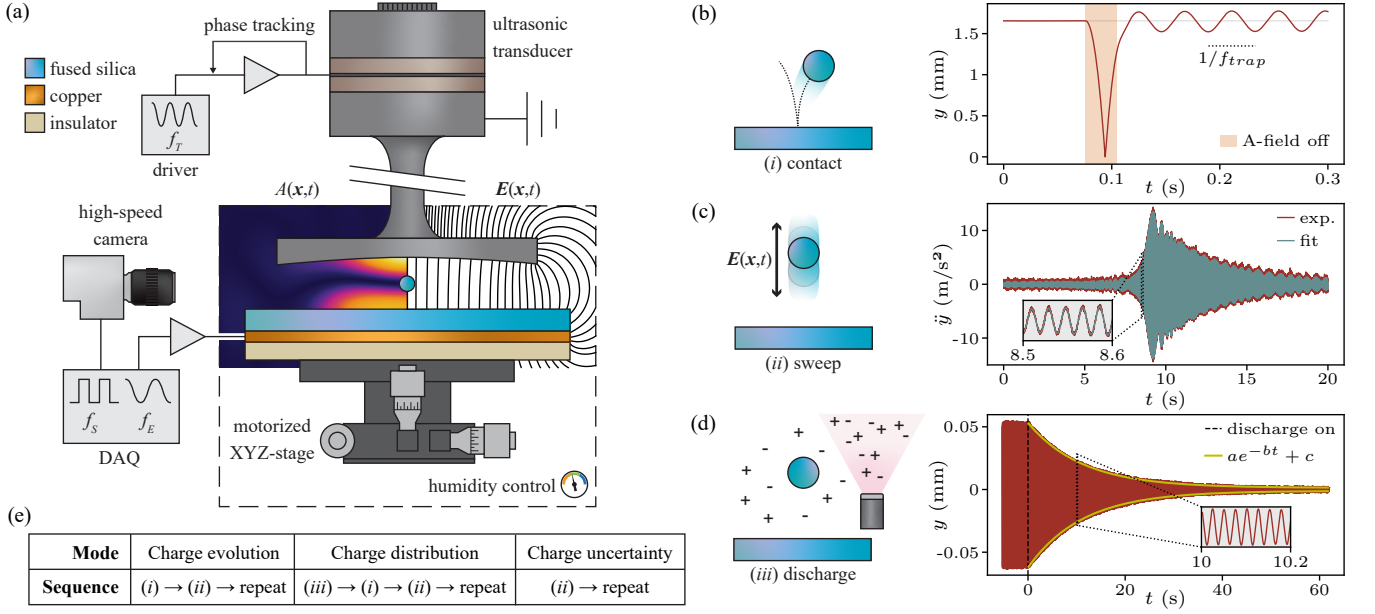 (a)
phase tracking
ultrasonic
transducer
fused silica
copper
insulator
f_T
driver
A(x,t)
E(x,t)
high-speed
camera
f_S
f_E
DAQ
motorized
XYZ-stage
humidity control
(b)
(i) contact
y (mm)
1.5
1.0
0.5
0
1/f_trap
A-field off
0
0.1
0.2
0.3
t (s)
(c)
E(x,t)
(ii) sweep
ÿ (m/s²)
10
0
-10
exp.
fit
8.5
8.6
0
5
10
15
20
t (s)
(d)
+ - + - + - + -
(iii) discharge
y (mm)
0.05
0
-0.05
discharge on
ae^{-bt} + c
10
10.2
0
20
40
60
t (s)
(e)
Mode Charge evolution Charge distribution Charge uncertainty
Sequence (i) → (ii) → repeat (iii) → (i) → (ii) → repeat (ii) → repeat